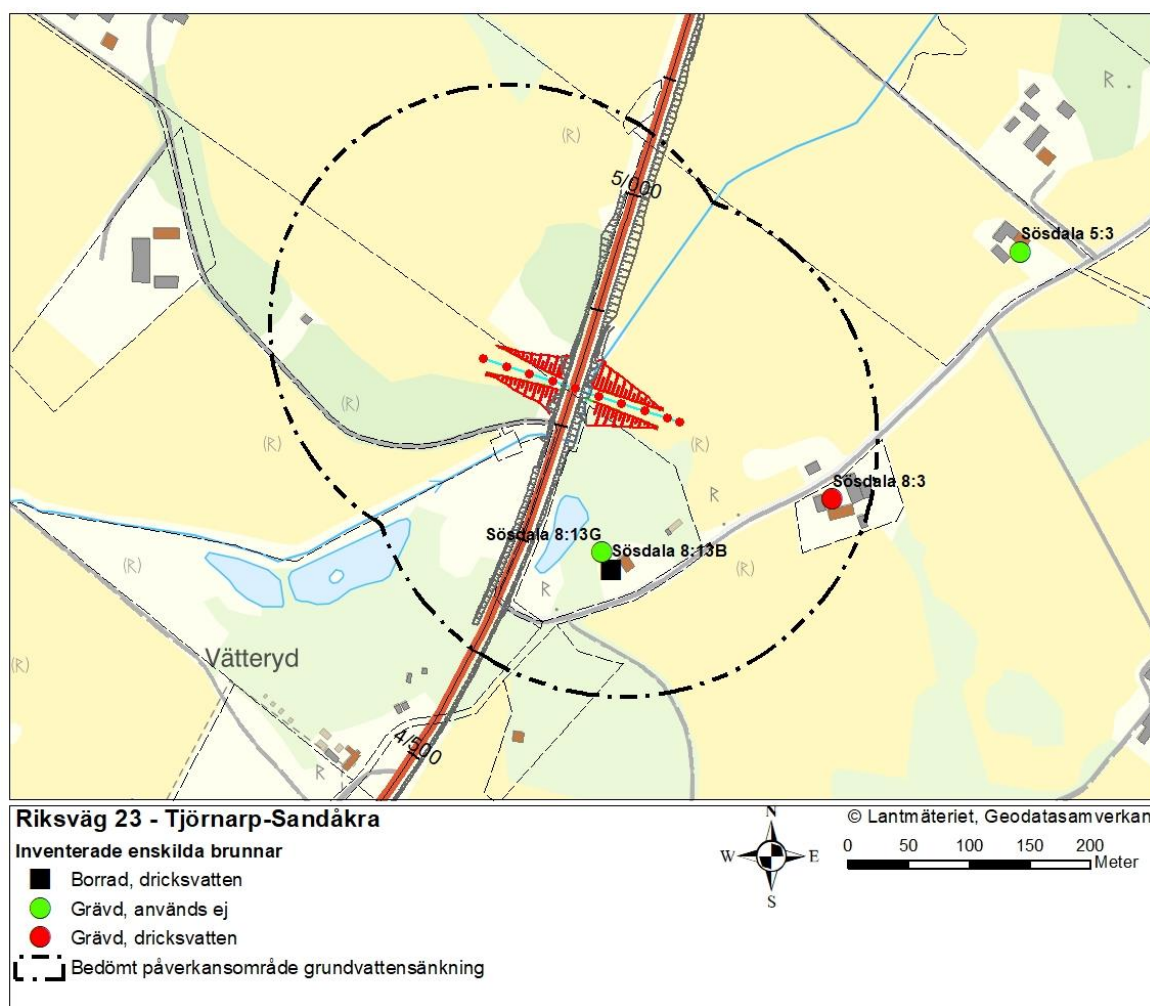 R
(R)
5/000
Sösdala 5:3
(R)
(R)
(R)
Sösdala 8:3
R
Sösdala 8:13G
Sösdala 8:13B
(R)
(R)
R
(R)
Vätteryd
4/500
R
Riksväg 23 - Tjörnarp-Sandåkra
Inventerade enskilda brunnar
Borrad, dricksvatten
Grävd, används ej
Grävd, dricksvatten
Bedömt påverkansområde grundvattensänkning
N
W
E
S
© Lantmäteriet, Geodatasamverkan
0 50 100 150 200
Meter